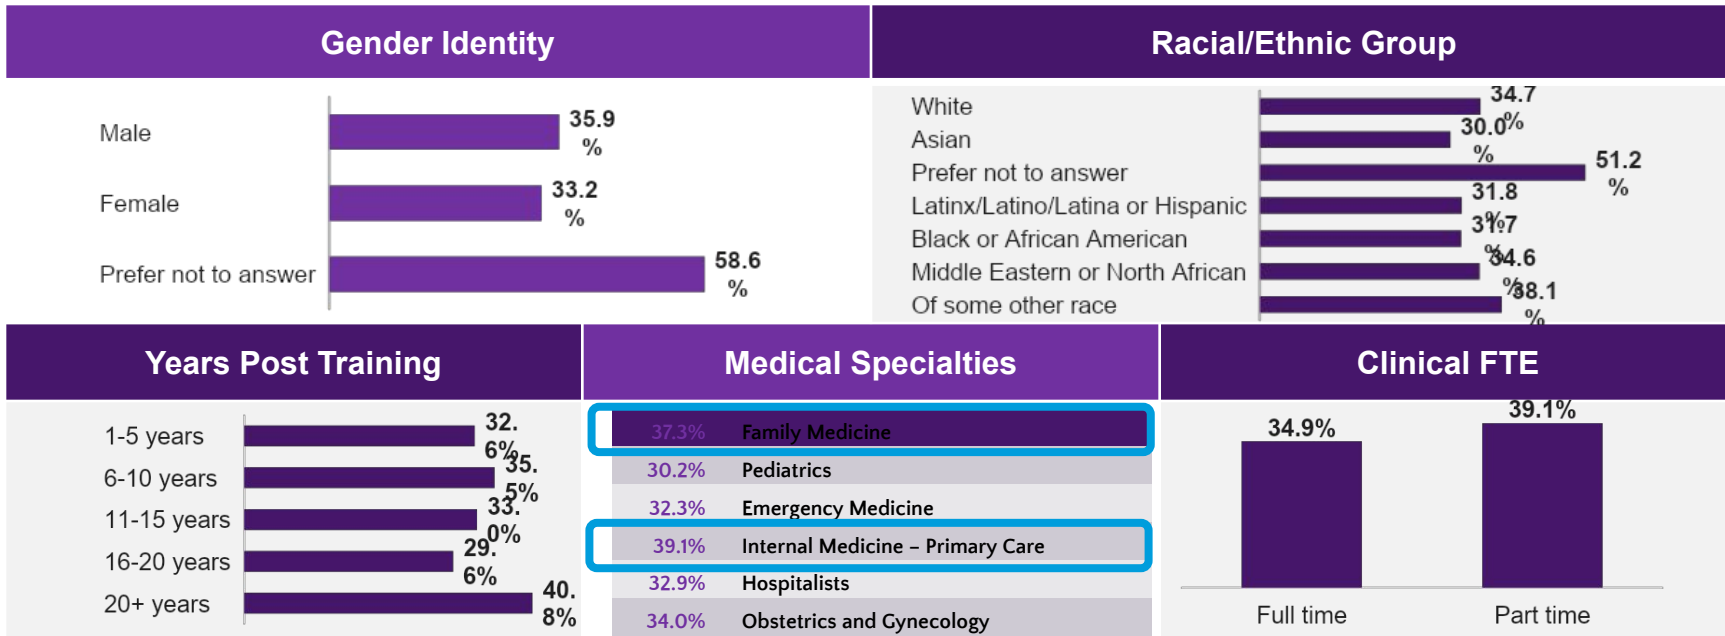 Gender Identity
Male
35.9
%
Female
33.2
%
Prefer not to answer
58.6
%
Racial/Ethnic Group
White
34.7
%
Asian
30.0
%
Prefer not to answer
51.2
%
Latinx/Latino/Latina or Hispanic
31.8
%
Black or African American
31.7
%
Middle Eastern or North African
34.6
%
Of some other race
38.1
%
Years Post Training
1-5 years
32.
6%
6-10 years
35.
5%
11-15 years
33.
0%
16-20 years
29.
6%
20+ years
40.
8%
Medical Specialties
37.3% Family Medicine
30.2% Pediatrics
32.3% Emergency Medicine
39.1% Internal Medicine – Primary Care
32.9% Hospitalists
34.0% Obstetrics and Gynecology
Clinical FTE
34.9%
39.1%
Full time
Part time